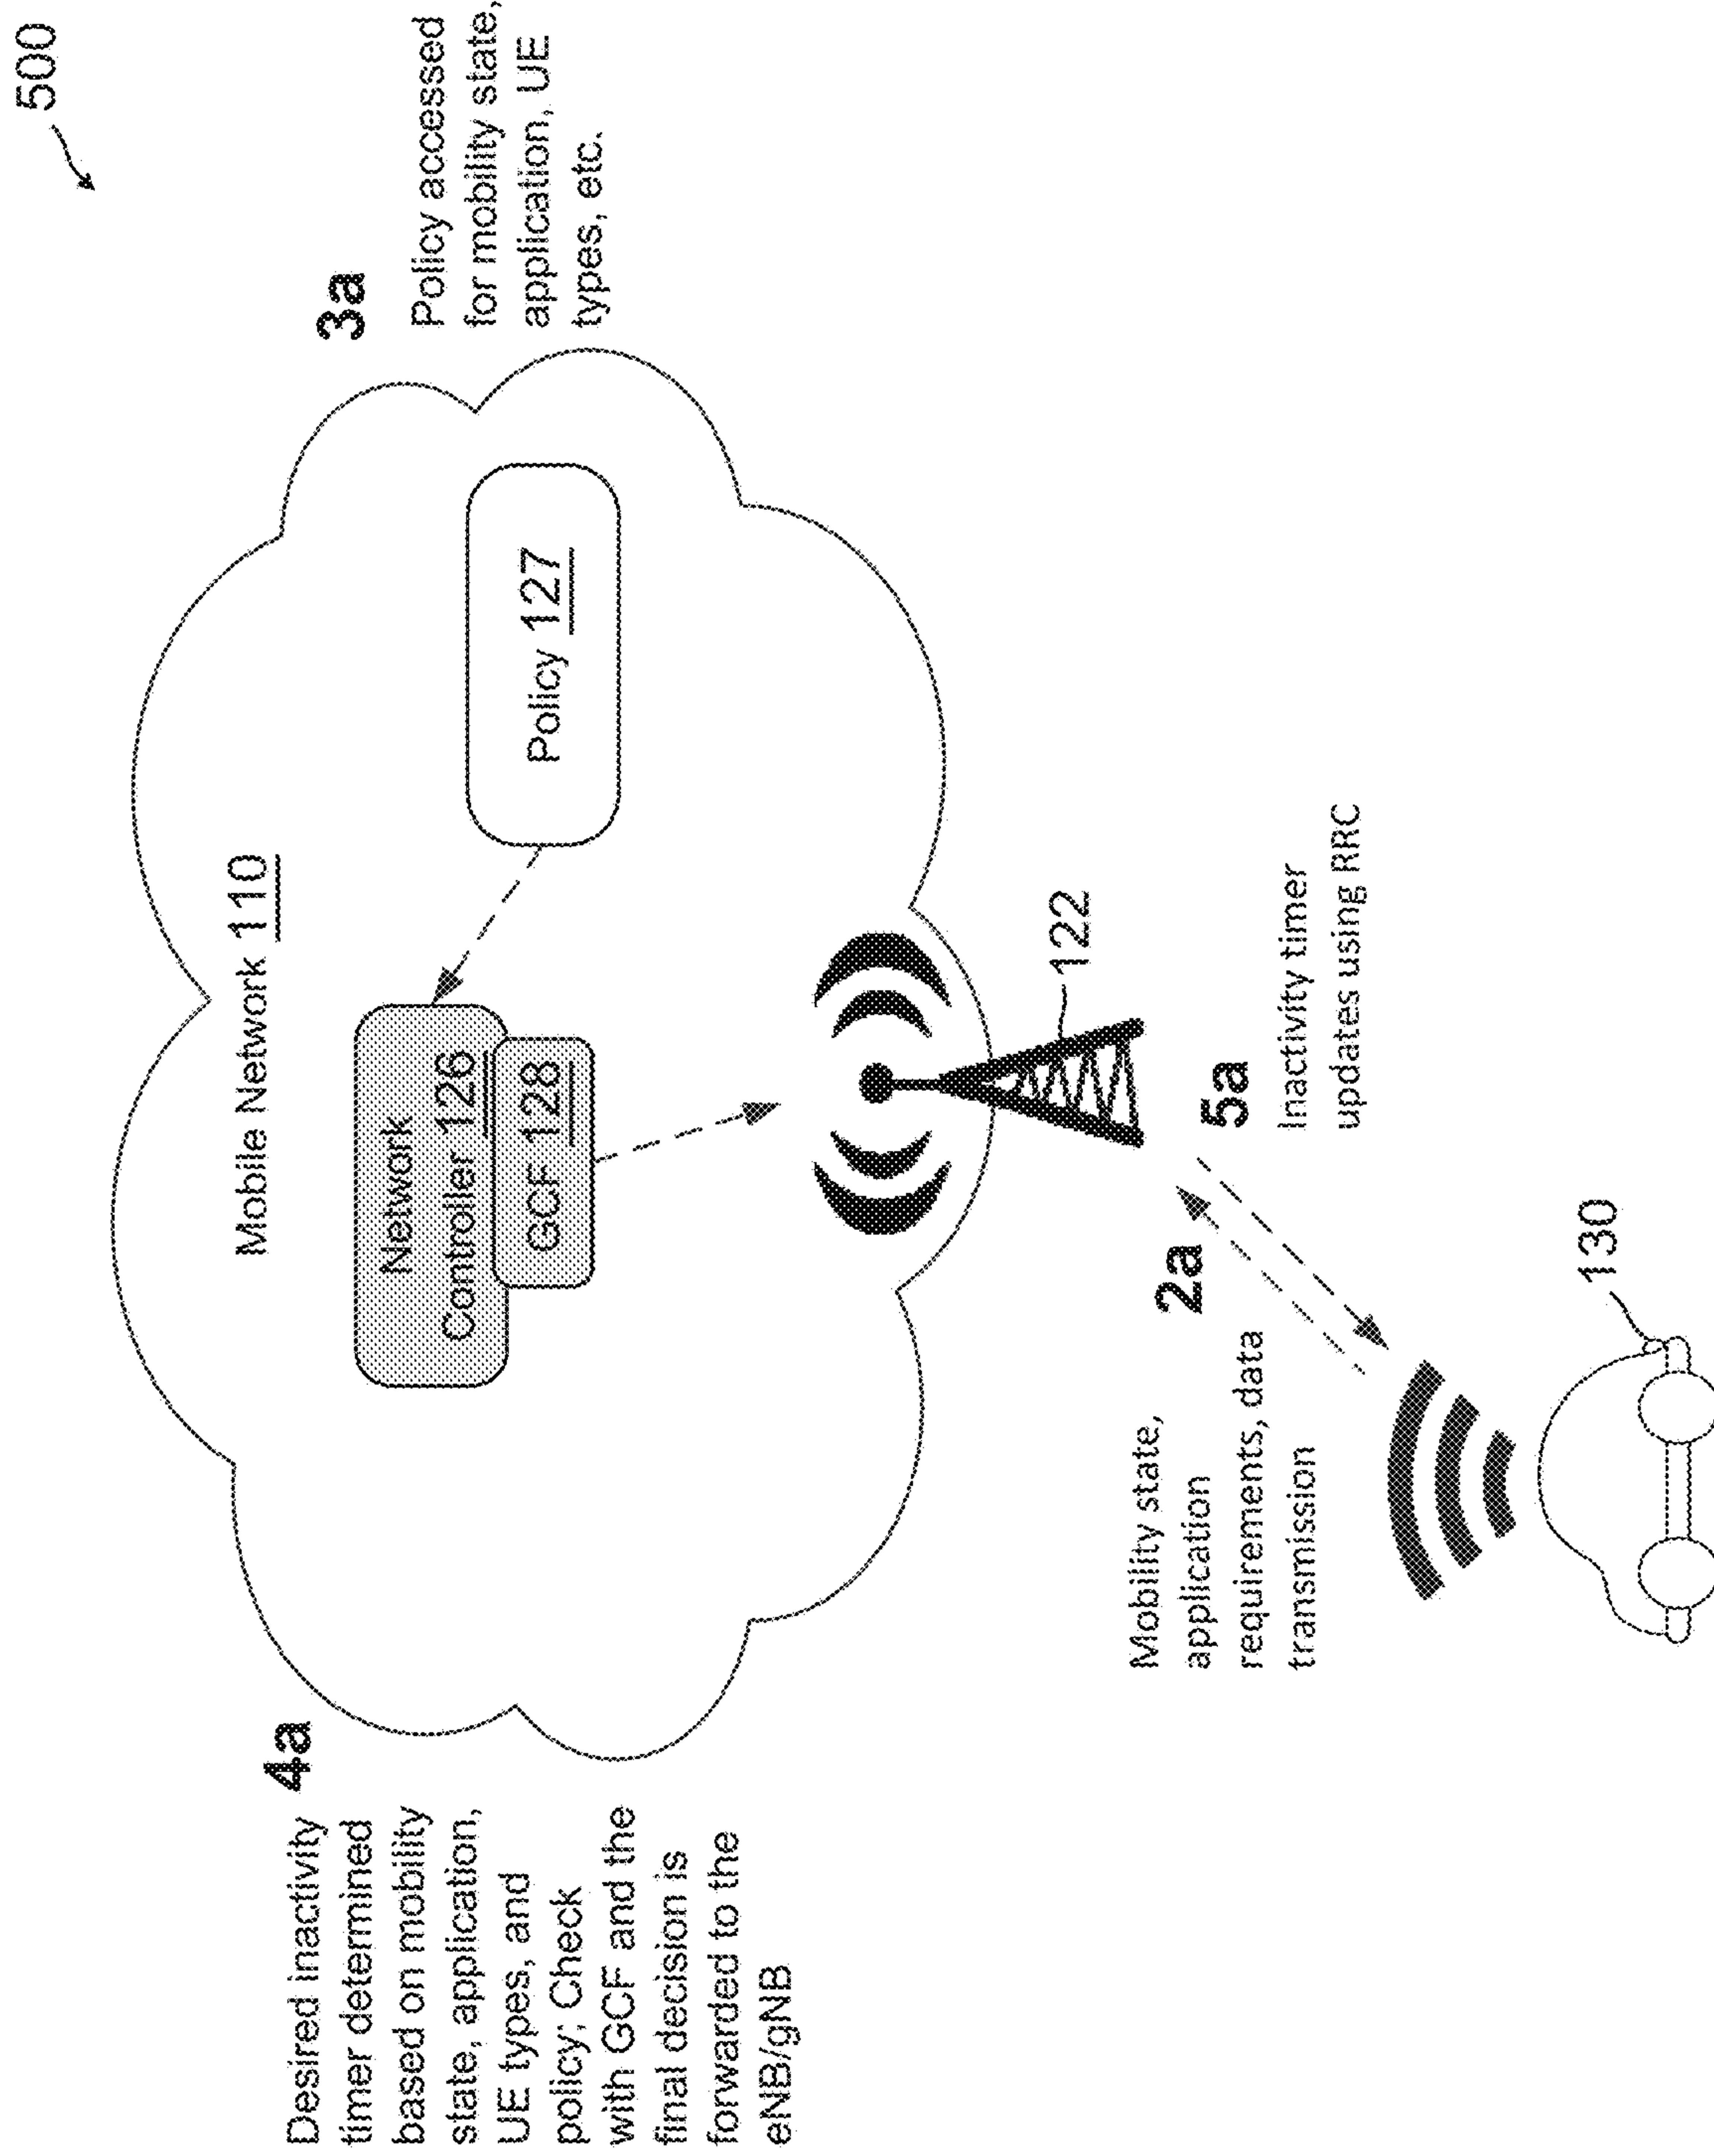 500
3a
Policy accessed
for mobility state,
application, UE
types, etc.
Mobile Network 110
Policy 127
Network
Controller 126
GCF 128
4a
Desired inactivity
timer determined
based on mobility
state, application,
UE types, and
policy; Check
with GCF and the
final decision is
forwarded to the
eNB/gNB
122
5a
Inactivity timer
updates using RRC
2a
Mobility state,
application
requirements, data
transmission
130